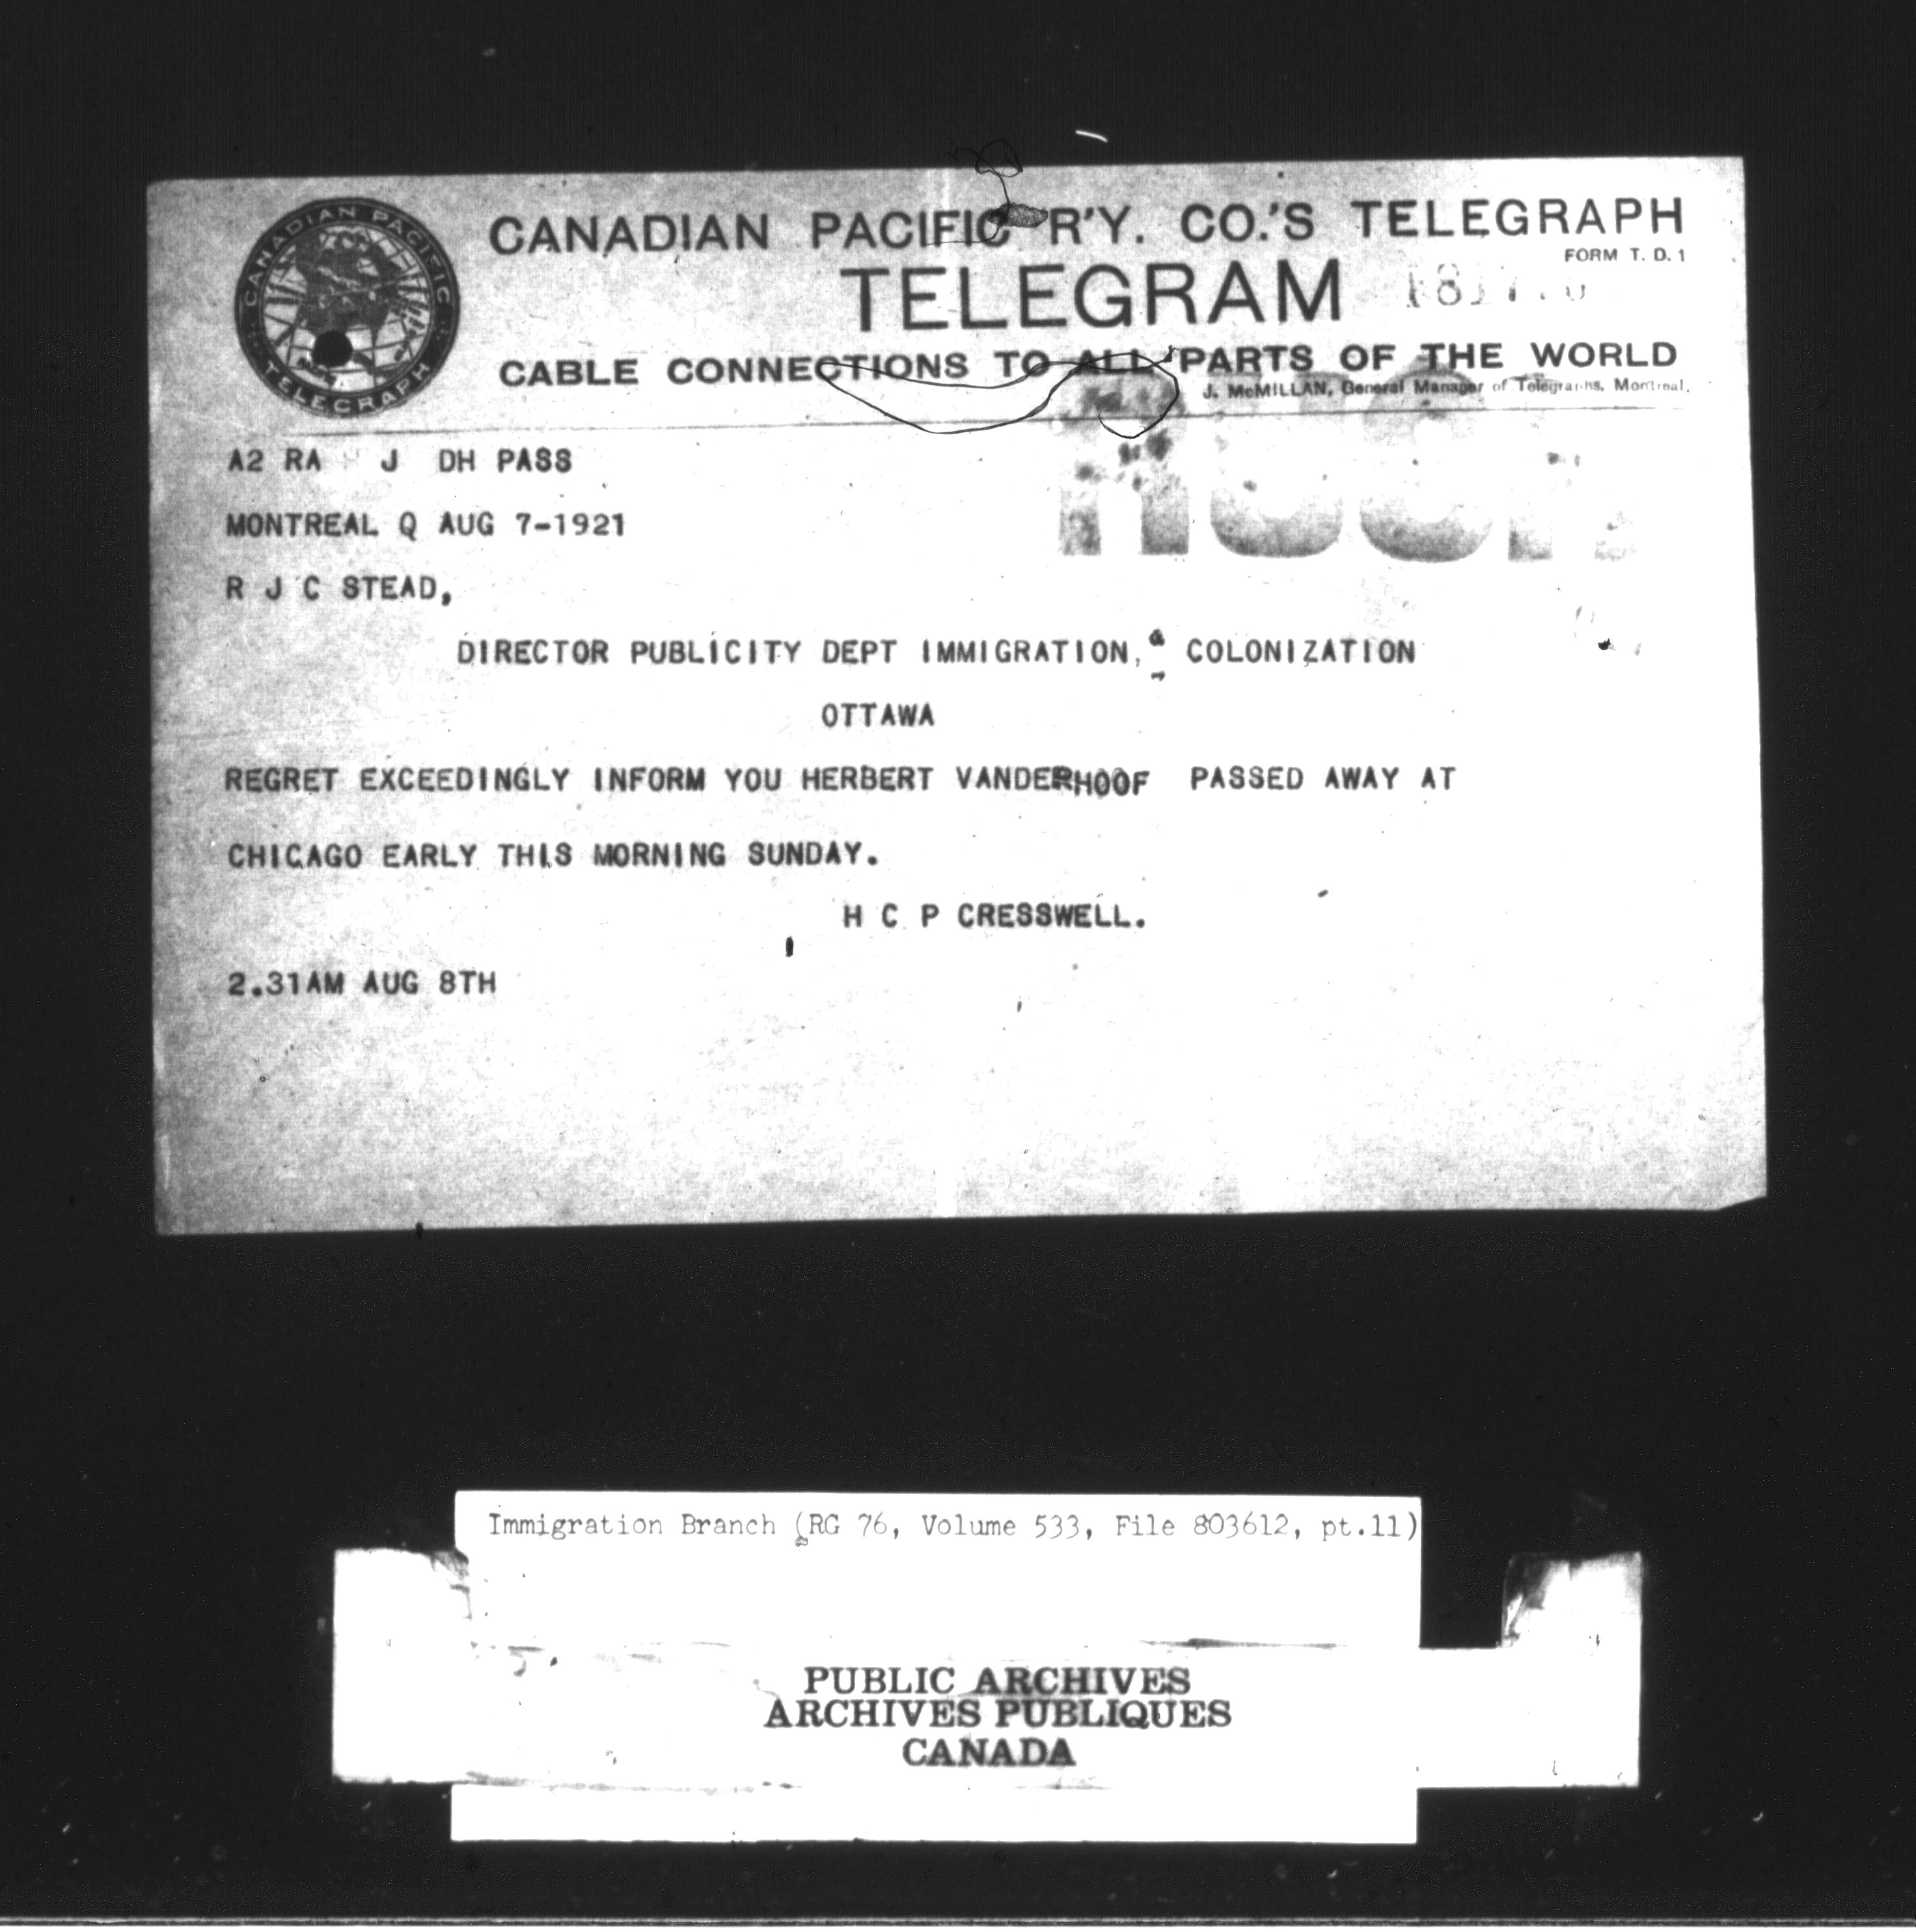 CANADIAN PACIFIC
TELEGRAPH
CANADIAN PACIFIC R'Y. CO.'S TELEGRAPH
FORM T. D. 1
TELEGRAM
CABLE CONNECTIONS TO ALL PARTS OF THE WORLD
J. McMILLAN, General Manager of Telegraphs, Montreal.
A2 RA J DH PASS
MONTREAL Q AUG 7-1921
R J C STEAD,
DIRECTOR PUBLICITY DEPT IMMIGRATION, & COLONIZATION
OTTAWA
REGRET EXCEEDINGLY INFORM YOU HERBERT VANDERHOOF PASSED AWAY AT
CHICAGO EARLY THIS MORNING SUNDAY.
H C P CRESSWELL.
2.31AM AUG 8TH
Immigration Branch (RG 76, Volume 533, File 803612, pt.11)
PUBLIC ARCHIVES
ARCHIVES PUBLIQUES
CANADA